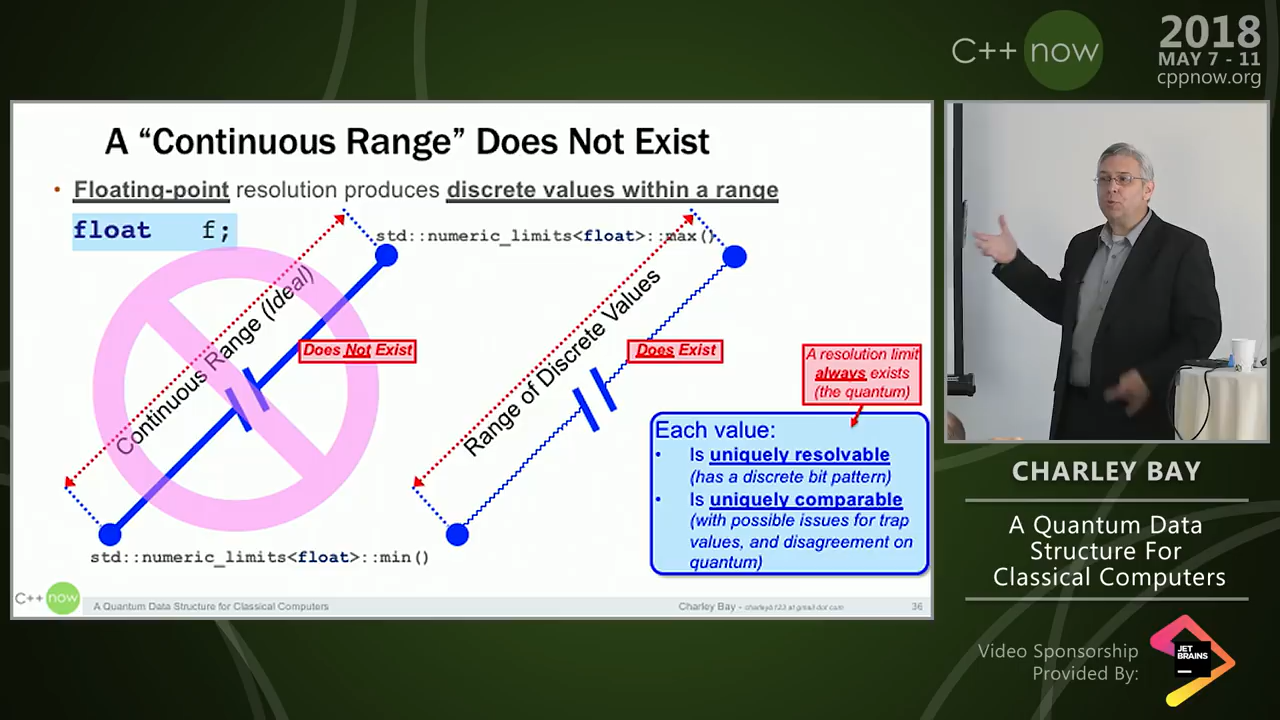 C++ now
2018
MAY 7 - 11
cppnow.org
A “Continuous Range” Does Not Exist
• Floating-point resolution produces discrete values within a range
float f;
std::numeric_limits<float>::max()
Continuous Range (Ideal)
Does Not Exist
Range of Discrete Values
Does Exist
A resolution limit
always exists
(the quantum)
Each value:
• Is uniquely resolvable
(has a discrete bit pattern)
• Is uniquely comparable
(with possible issues for trap
values, and disagreement on
quantum)
std::numeric_limits<float>::min()
C++ now
A Quantum Data Structure for Classical Computers
Charley Bay - charleyb123 at gmail dot com
36
CHARLEY BAY
A Quantum Data
Structure For
Classical Computers
Video Sponsorship
Provided By:
JET
BRAINS